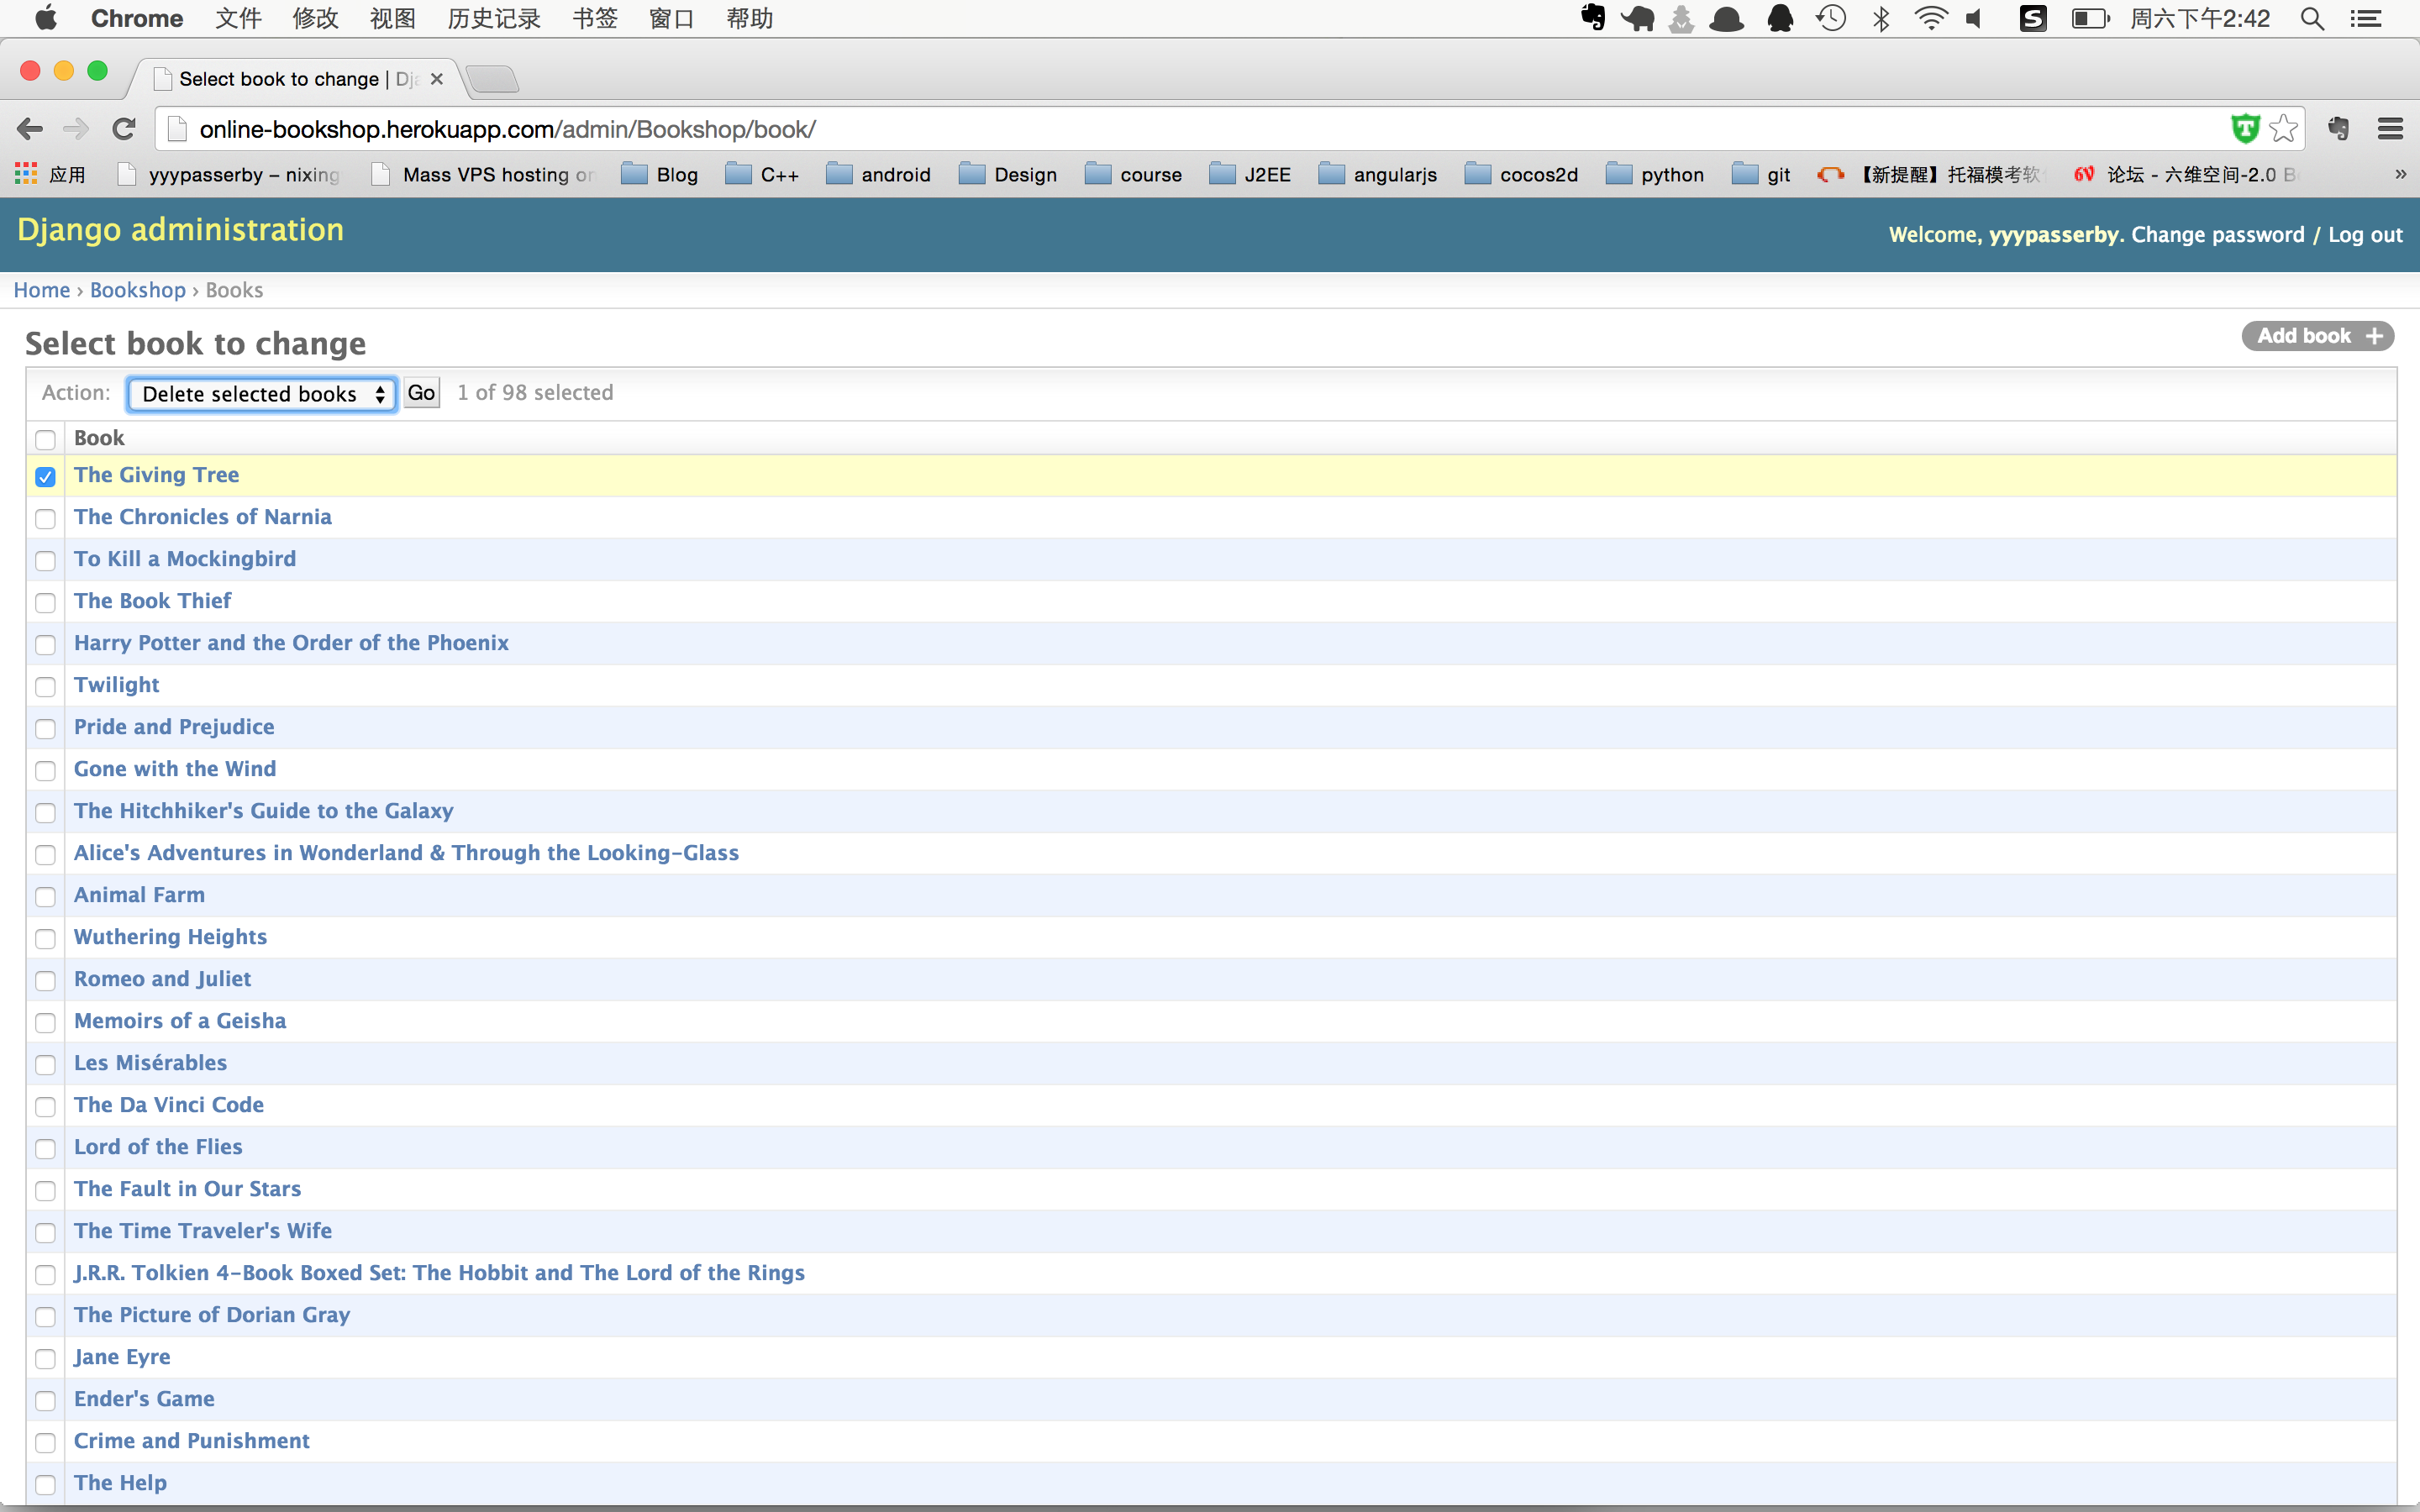 Chrome 文件 修改 视图 历史记录 书签 窗口 帮助 周六下午2:42
Select book to change | Dja
online-bookshop.herokuapp.com/admin/Bookshop/book/
应用 yyypasserby – nixing Mass VPS hosting on Blog C++ android Design course J2EE angularjs cocos2d python git 【新提醒】托福模考软 论坛 - 六维空间-2.0 B »
Django administration
Welcome, yyypasserby. Change password / Log out
Home › Bookshop › Books
Select book to change
Add book +
Action: Delete selected books Go 1 of 98 selected
Book
The Giving Tree
The Chronicles of Narnia
To Kill a Mockingbird
The Book Thief
Harry Potter and the Order of the Phoenix
Twilight
Pride and Prejudice
Gone with the Wind
The Hitchhiker's Guide to the Galaxy
Alice's Adventures in Wonderland & Through the Looking-Glass
Animal Farm
Wuthering Heights
Romeo and Juliet
Memoirs of a Geisha
Les Misérables
The Da Vinci Code
Lord of the Flies
The Fault in Our Stars
The Time Traveler's Wife
J.R.R. Tolkien 4-Book Boxed Set: The Hobbit and The Lord of the Rings
The Picture of Dorian Gray
Jane Eyre
Ender's Game
Crime and Punishment
The Help